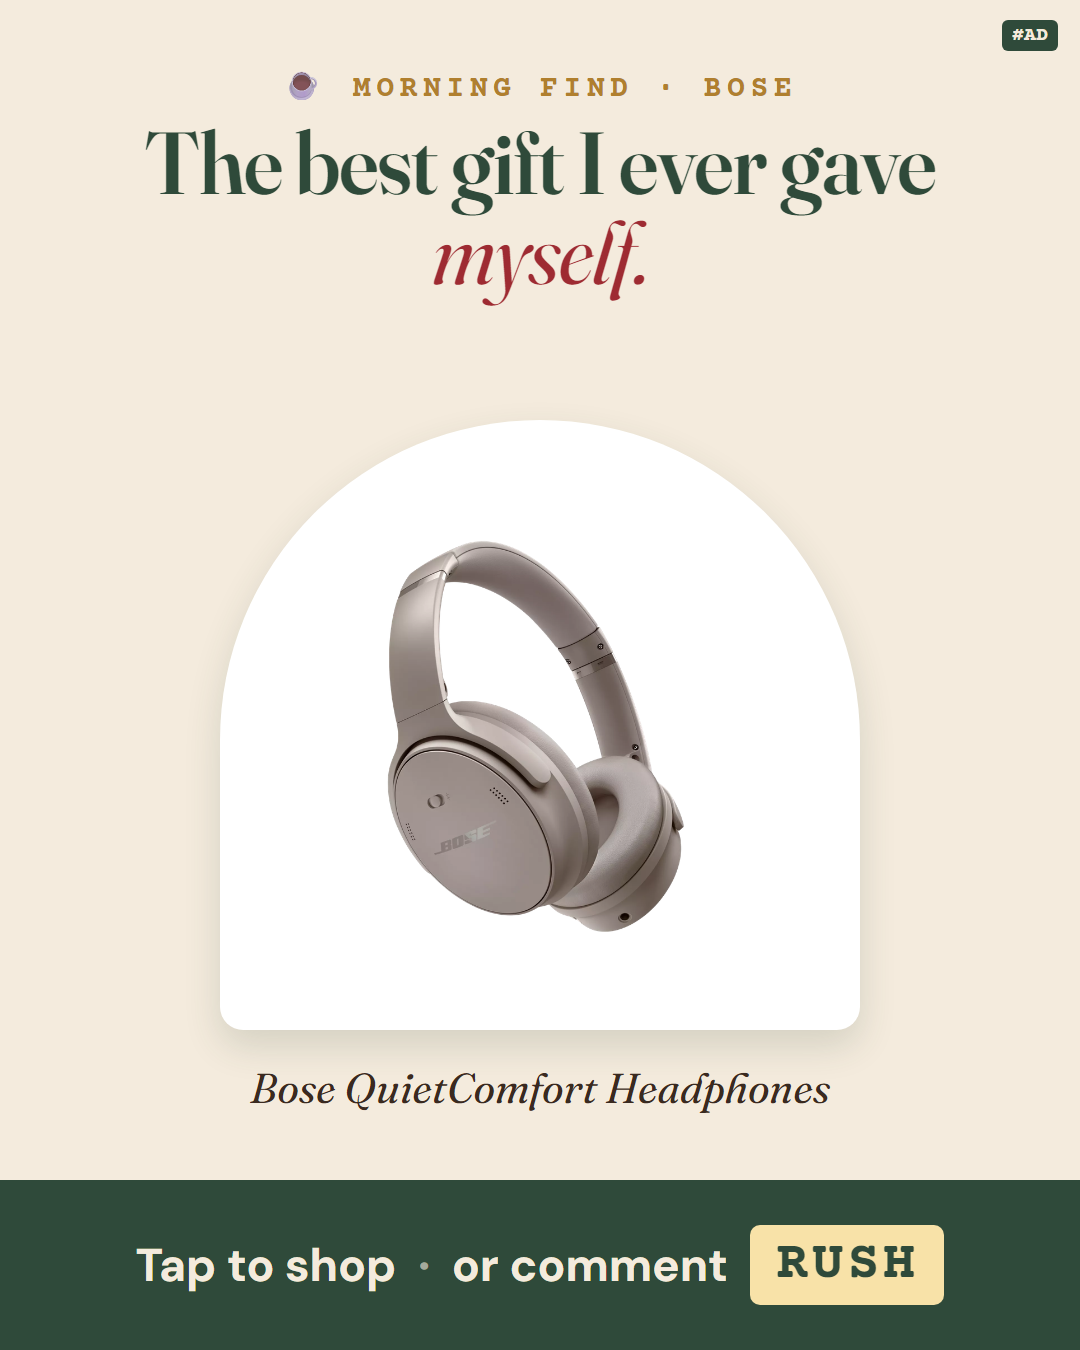 #AD
MORNING FIND · BOSE
The best gift I ever gave
myself.
BOSE
Bose QuietComfort Headphones
Tap to shop · or comment RUSH